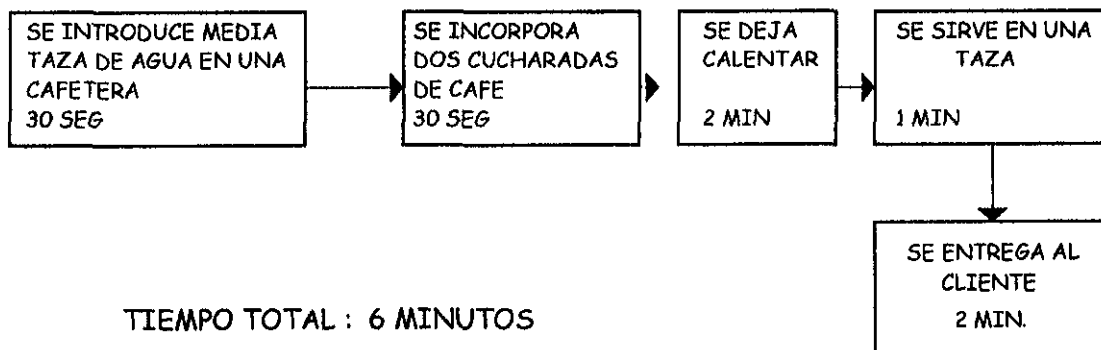 SE INTRODUCE MEDIA
TAZA DE AGUA EN UNA
CAFETERA
30 SEG
SE INCORPORA
DOS CUCHARADAS
DE CAFE
30 SEG
SE DEJA
CALENTAR
2 MIN
SE SIRVE EN UNA
TAZA
1 MIN
SE ENTREGA AL
CLIENTE
2 MIN.
TIEMPO TOTAL : 6 MINUTOS